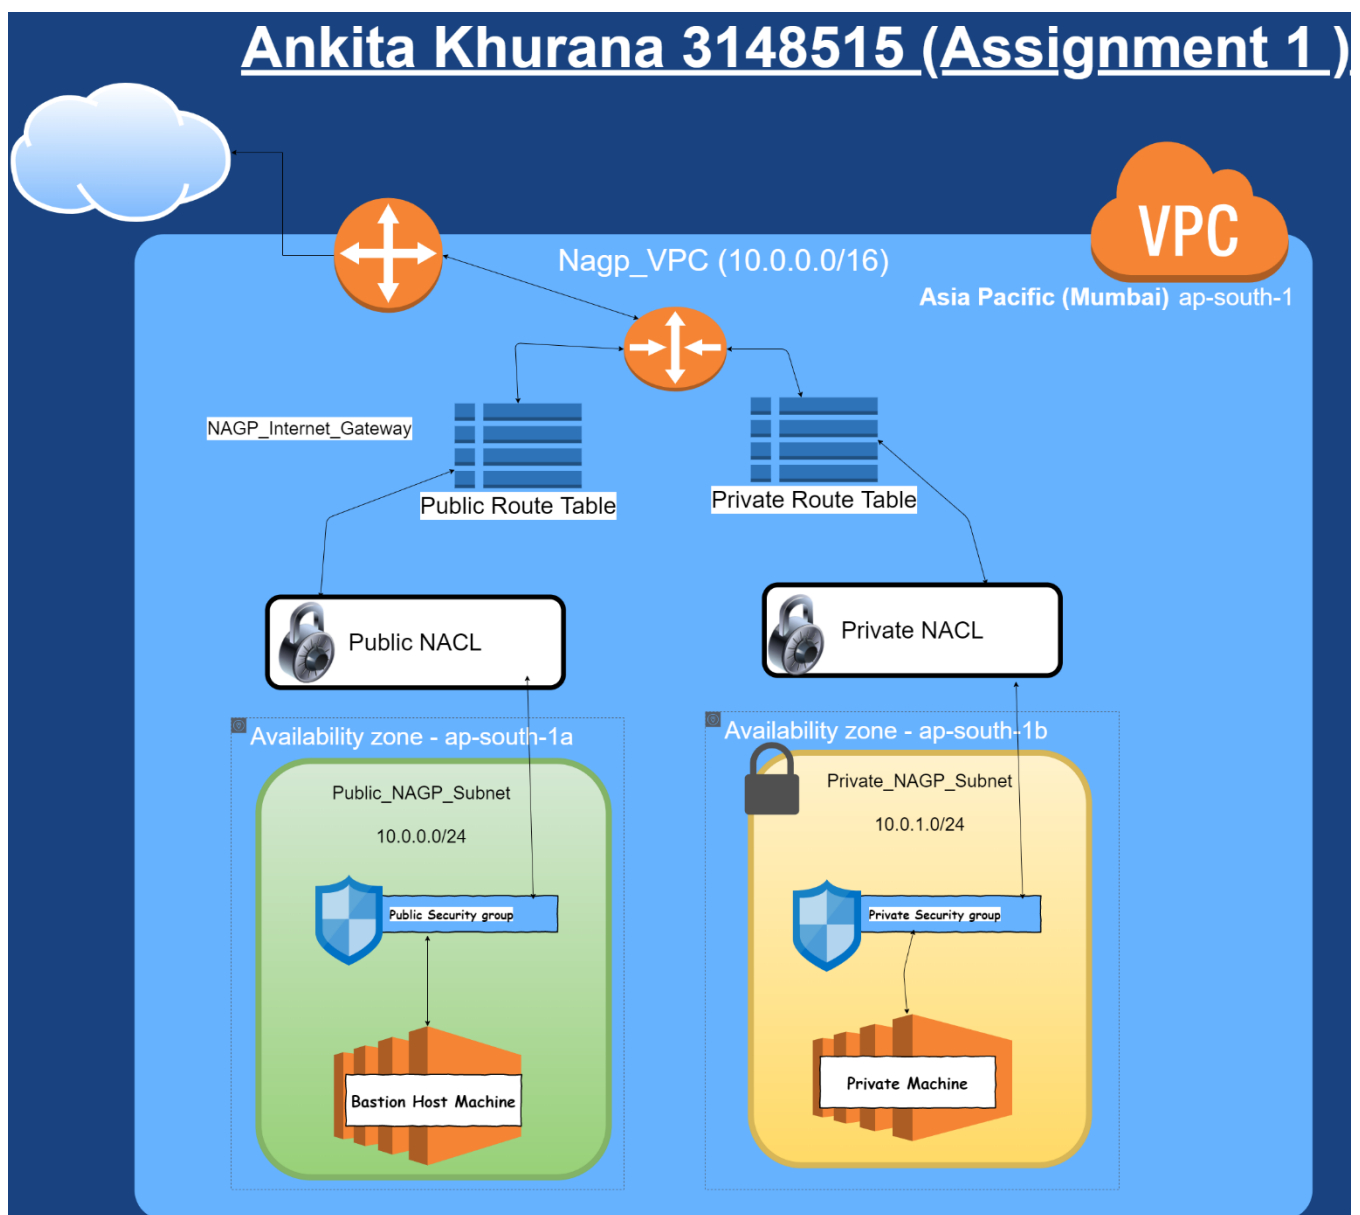 Ankita Khurana 3148515 (Assignment 1 )
VPC
Nagp_VPC (10.0.0.0/16)
Asia Pacific (Mumbai) ap-south-1
NAGP_Internet_Gateway
Public Route Table
Private Route Table
Public NACL
Private NACL
Availability zone - ap-south-1a
Availability zone - ap-south-1b
Public_NAGP_Subnet
10.0.0.0/24
Private_NAGP_Subnet
10.0.1.0/24
Public Security group
Private Security group
Bastion Host Machine
Private Machine